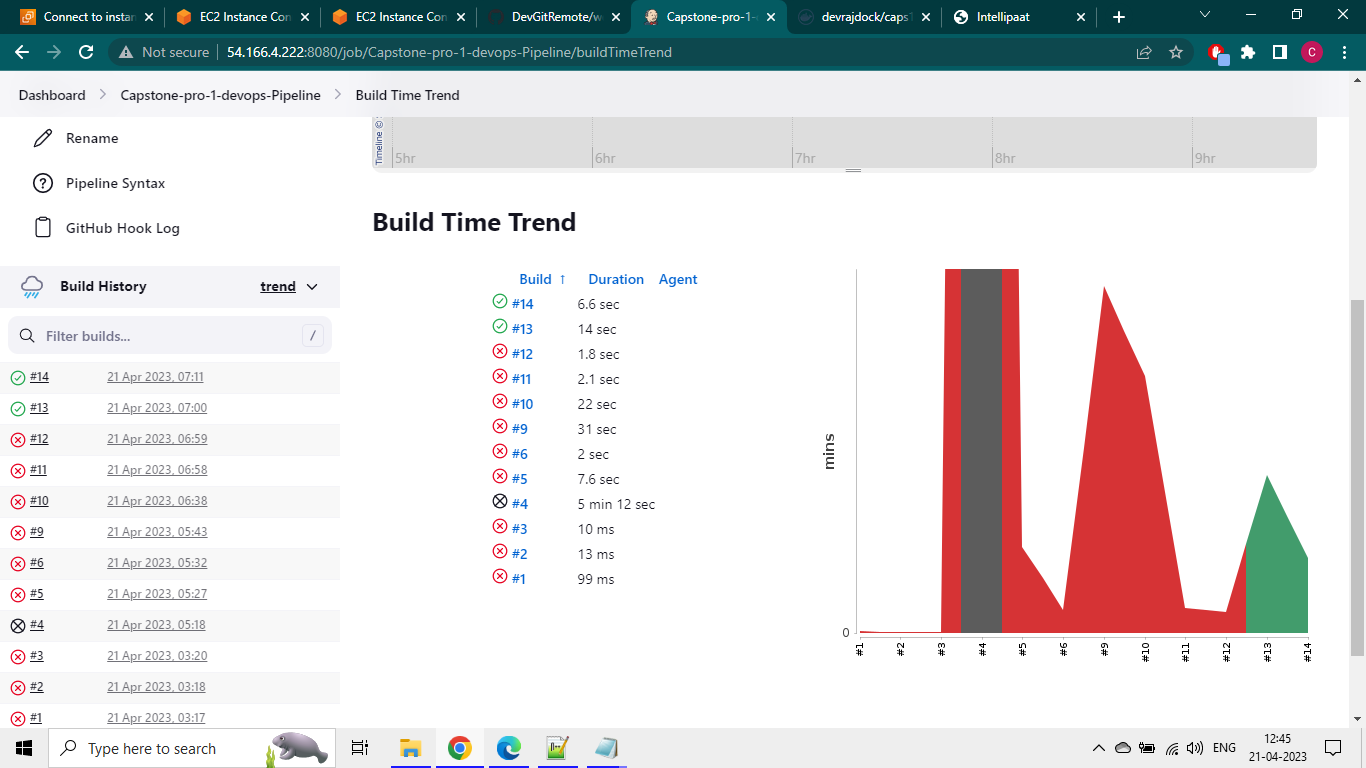 Connect to instan
EC2 Instance Con
EC2 Instance Con
DevGitRemote/w
Capstone-pro-1-
devrajdock/caps
Intellipaat
Not secure
54.166.4.222:8080/job/Capstone-pro-1-devops-Pipeline/buildTimeTrend
C
Dashboard
Capstone-pro-1-devops-Pipeline
Build Time Trend
Rename
Pipeline Syntax
GitHub Hook Log
Build History
trend
Filter builds...
/
#14 21 Apr 2023, 07:11
#13 21 Apr 2023, 07:00
#12 21 Apr 2023, 06:59
#11 21 Apr 2023, 06:58
#10 21 Apr 2023, 06:38
#9 21 Apr 2023, 05:43
#6 21 Apr 2023, 05:32
#5 21 Apr 2023, 05:27
#4 21 Apr 2023, 05:18
#3 21 Apr 2023, 03:20
#2 21 Apr 2023, 03:18
#1 21 Apr 2023, 03:17
Timeline ©
5hr 6hr 7hr 8hr 9hr
Build Time Trend
Build ↑ Duration Agent
#14 6.6 sec
#13 14 sec
#12 1.8 sec
#11 2.1 sec
#10 22 sec
#9 31 sec
#6 2 sec
#5 7.6 sec
#4 5 min 12 sec
#3 10 ms
#2 13 ms
#1 99 ms
mins
0
#1 #2 #3 #4 #5 #6 #9 #10 #11 #12 #13 #14
Type here to search
ENG
12:45
21-04-2023